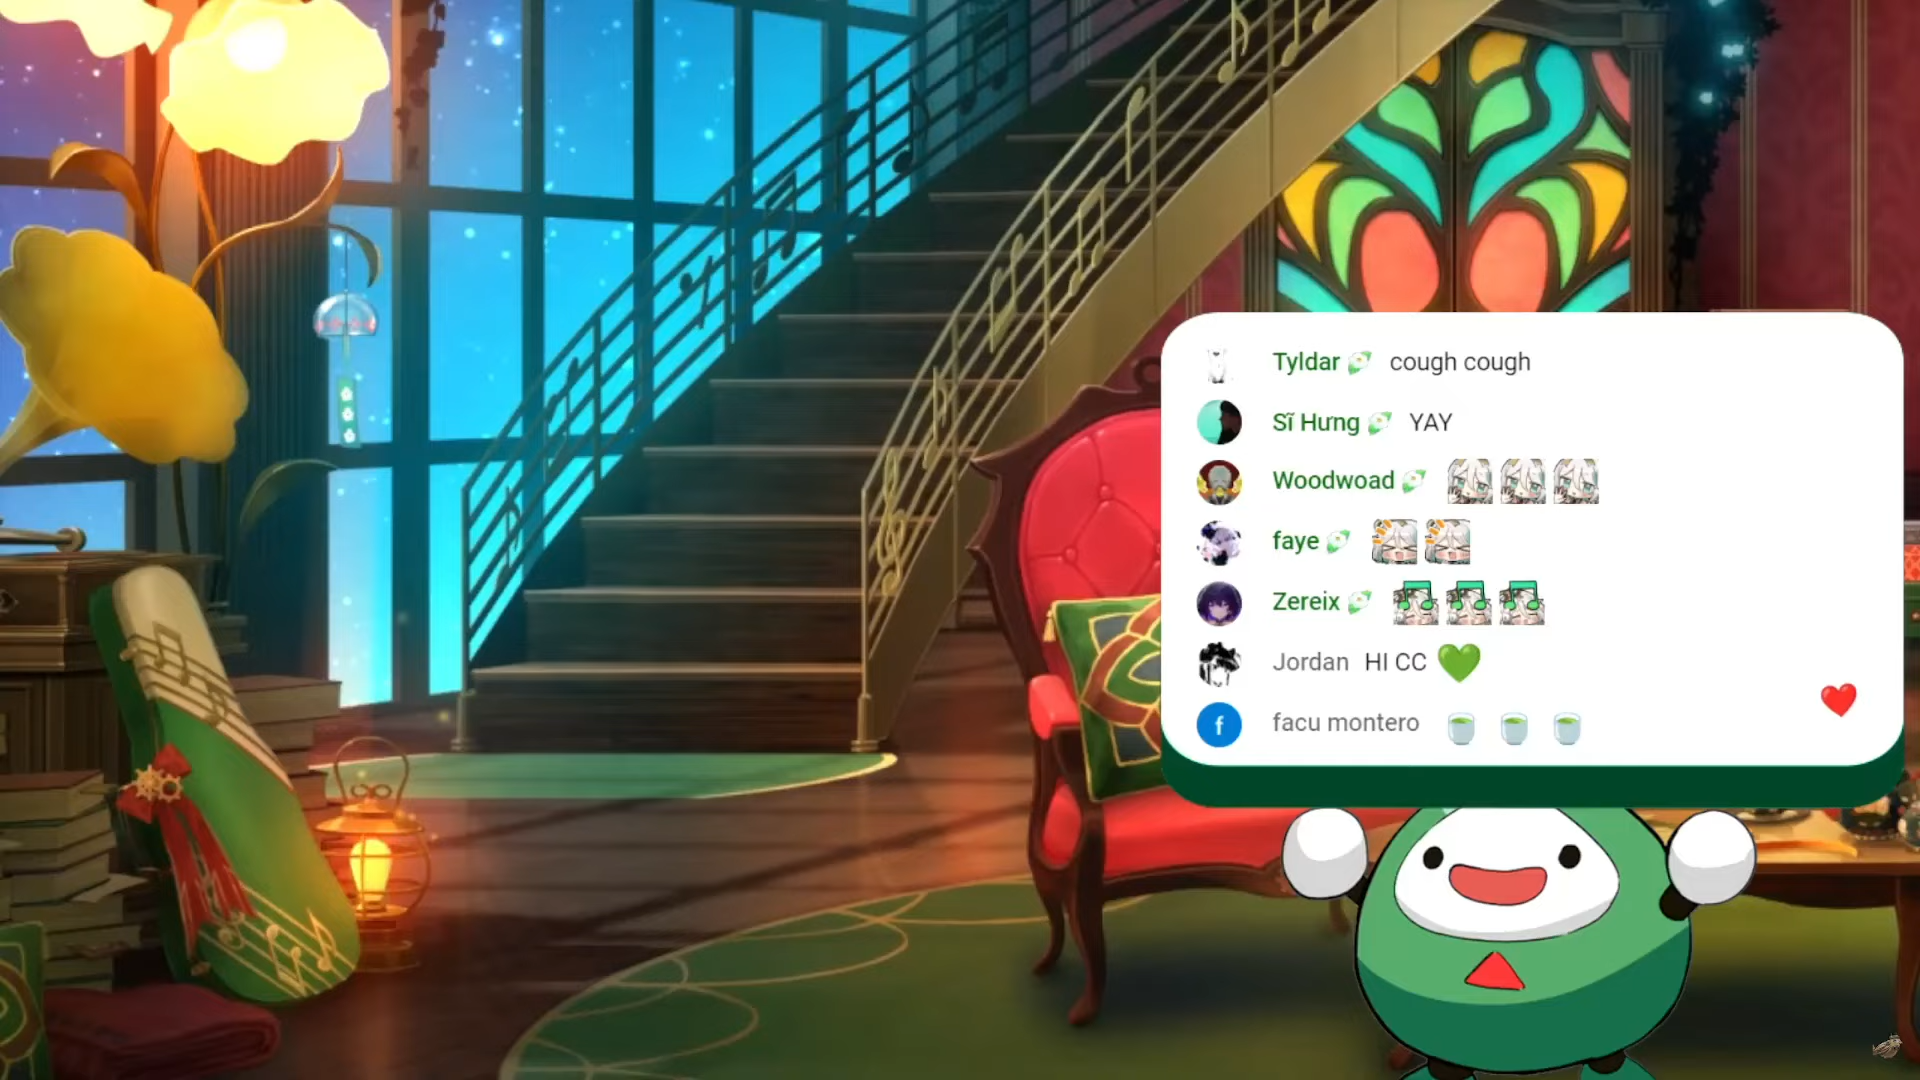 Tyldar cough cough
Sĩ Hưng YAY
Woodwoad
faye
Zereix
Jordan HI CC 💚
f facu montero 🍵 🍵 🍵